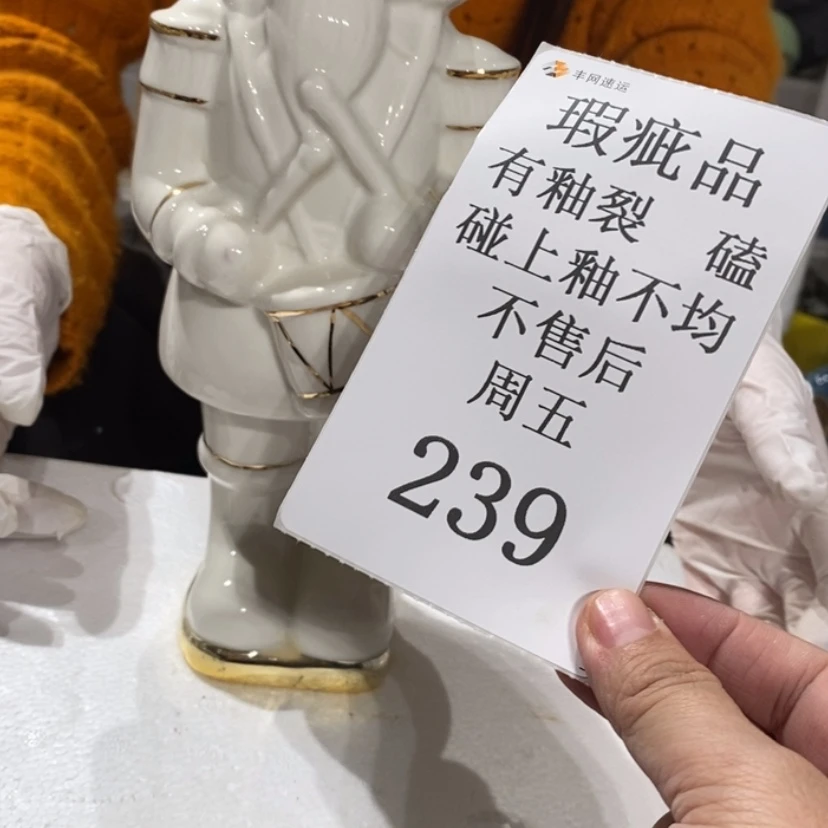 丰网速运
瑕疵品
有釉裂 磕
碰上釉不均
不售后
周五
239